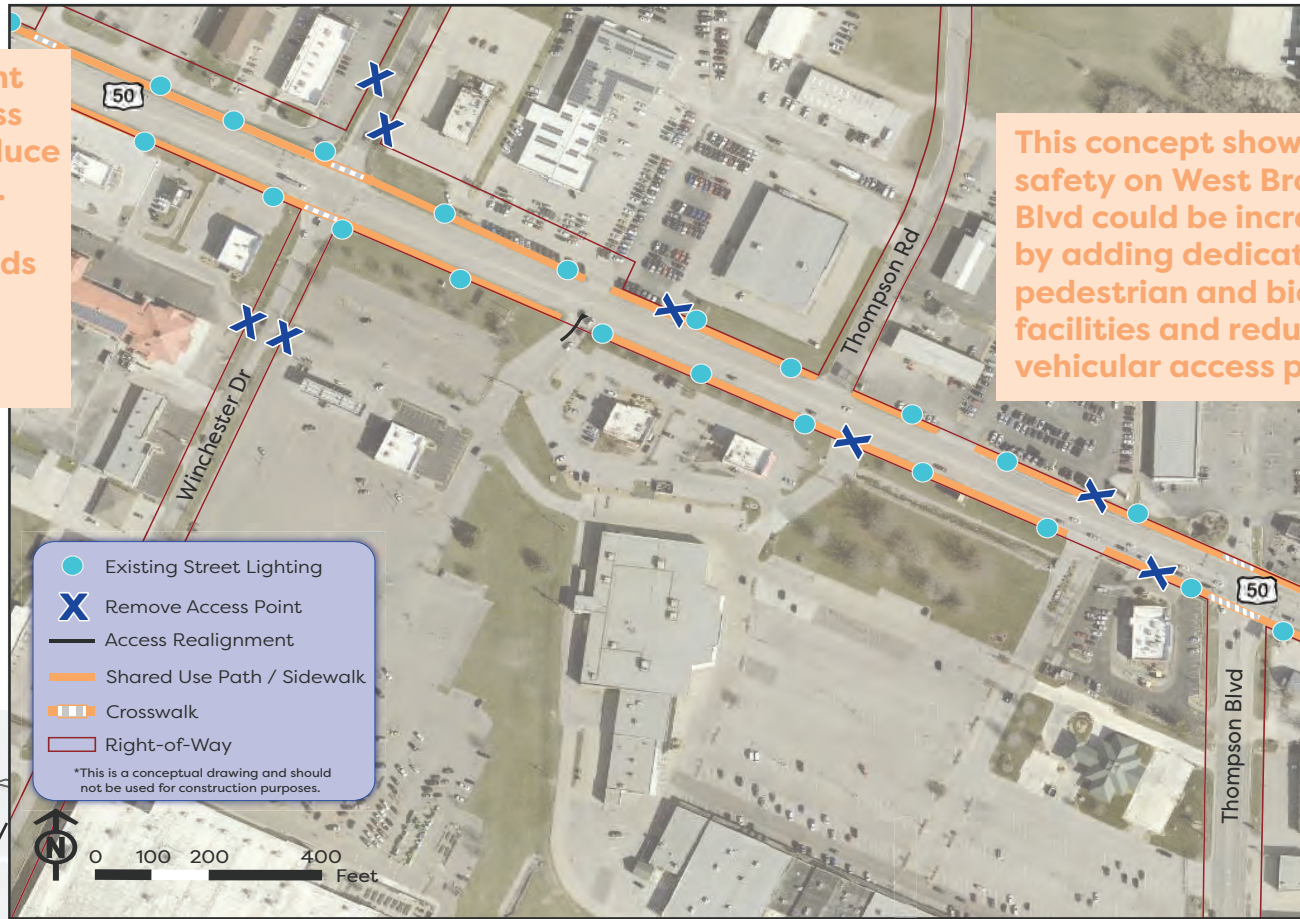 nt
ss
luce
.
ds
This concept show
safety on West Bro
Blvd could be incre
by adding dedicat
pedestrian and bic
facilities and redu
vehicular access p
50
Thompson Rd
Winchester Dr
50
Thompson Blvd
Existing Street Lighting
X Remove Access Point
Access Realignment
Shared Use Path / Sidewalk
Crosswalk
Right-of-Way
*This is a conceptual drawing and should
not be used for construction purposes.
N
0 100 200 400
Feet